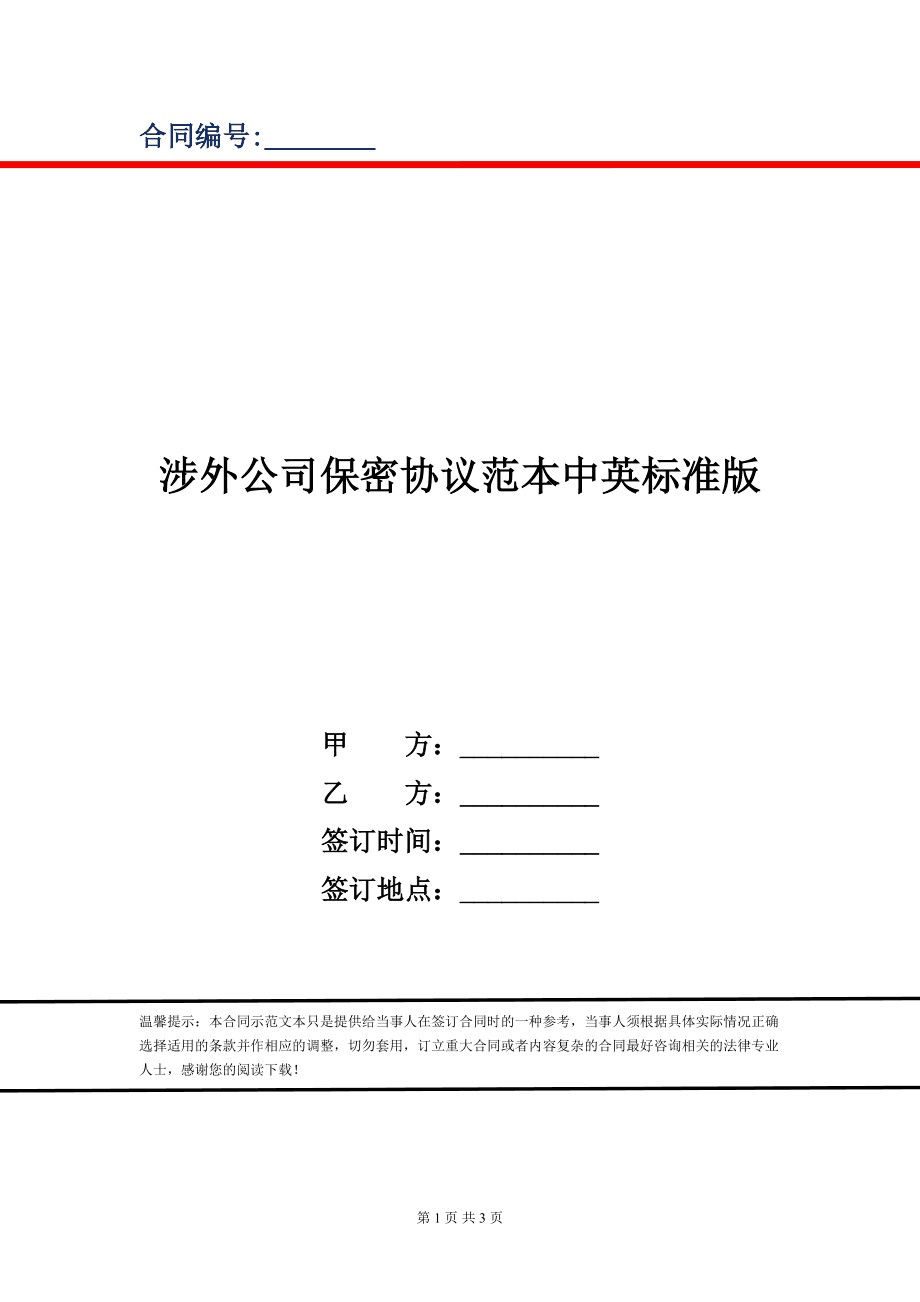 合同编号:________
涉外公司保密协议范本中英标准版
甲　　方：__________
乙　　方：__________
签订时间：__________
签订地点：__________
温馨提示：本合同示范文本只是提供给当事人在签订合同时的一种参考，当事人须根据具体实际情况正确
选择适用的条款并作相应的调整，切勿套用，订立重大合同或者内容复杂的合同最好咨询相关的法律专业
人士，感谢您的阅读下载！
第 1 页 共 3 页